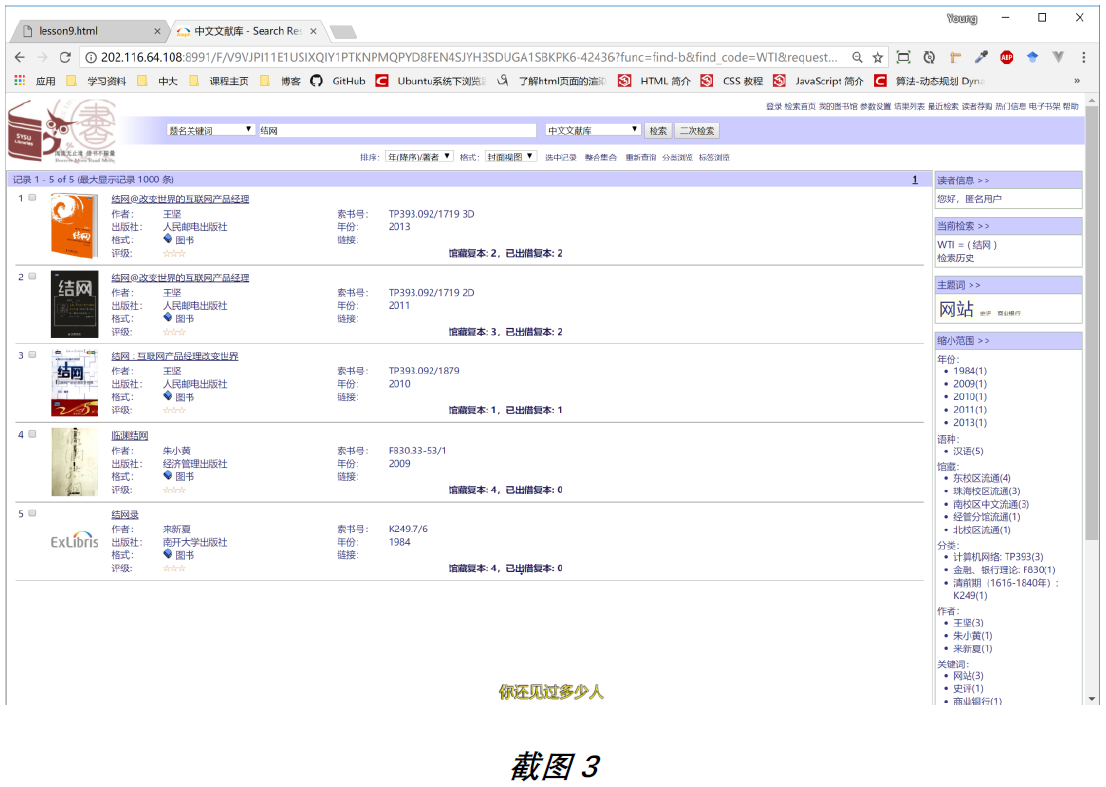 Young
lesson9.html
中文文献库 - Search Res
202.116.64.108:8991/F/V9VJPI11E1USIXQIY1PTKNPMQPYD8FEN4SJYH3SDUGA1SBKPK6-42436?func=find-b&find_code=WTI&request...
ABP
应用 学习资料 中大 课程主页 博客 GitHub Ubuntu系统下浏览 了解html页面的渲染 HTML 简介 CSS 教程 JavaScript 简介 算法-动态规划 Dyna »
登录 检索首页 我的图书馆 参数设置 结果列表 最近检索 读者荐购 热门信息 电子书架 帮助
SYSU
Libraries
题名关键词 结网 中文文献库 检索 二次检索
排序: 年(降序)/著者 格式: 封面视图 选中记录 整合集合 重新查询 分类浏览 标签浏览
记录 1 - 5 of 5 (最大显示记录 1000 条) 1
1 结网@改变世界的互联网产品经理
作者: 王坚 索书号: TP393.092/1719 3D
出版社: 人民邮电出版社 年份: 2013
格式: 图书 链接:
评级: ☆☆☆ 馆藏复本: 2, 已出借复本: 2
结网
2 结网@改变世界的互联网产品经理
作者: 王坚 索书号: TP393.092/1719 2D
出版社: 人民邮电出版社 年份: 2011
格式: 图书 链接:
评级: ☆☆☆ 馆藏复本: 3, 已出借复本: 2
结网
3 结网 : 互联网产品经理改变世界
作者: 王坚 索书号: TP393.092/1879
出版社: 人民邮电出版社 年份: 2010
格式: 图书 链接:
评级: ☆☆☆ 馆藏复本: 1, 已出借复本: 1
结网
4 临渊结网
作者: 朱小黄 索书号: F830.33-53/1
出版社: 经济管理出版社 年份: 2009
格式: 图书 链接:
评级: ☆☆☆ 馆藏复本: 4, 已出借复本: 0
5 结网录
作者: 来新夏 索书号: K249.7/6
出版社: 南开大学出版社 年份: 1984
格式: 图书 链接:
评级: ☆☆☆ 馆藏复本: 4, 已出借复本: 0
ExLibris
读者信息 >>
您好, 匿名用户
当前检索 >>
WTI = ( 结网 )
检索历史
主题词 >>
网站 史评 商业银行
缩小范围 >>
年份:
• 1984(1)
• 2009(1)
• 2010(1)
• 2011(1)
• 2013(1)
语种:
• 汉语(5)
馆藏:
• 东校区流通(4)
• 珠海校区流通(3)
• 南校区中文流通(3)
• 经管分馆流通(1)
• 北校区流通(1)
分类:
• 计算机网络: TP393(3)
• 金融、银行理论: F830(1)
• 清前期（1616-1840年）:
K249(1)
作者:
• 王坚(3)
• 朱小黄(1)
• 来新夏(1)
关键词:
• 网站(3)
• 史评(1)
• 商业银行(1)
你还见过多少人
截图 3